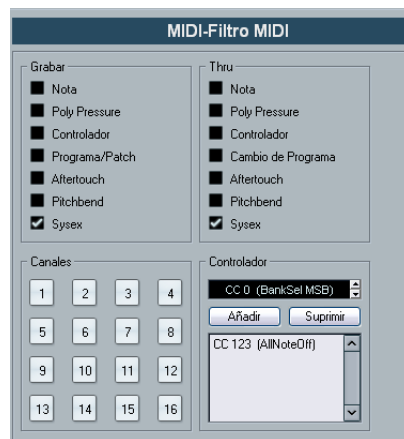 MIDI-Filtro MIDI
Grabar
Nota
Poly Pressure
Controlador
Programa/Patch
Aftertouch
Pitchbend
Sysex
Thru
Nota
Poly Pressure
Controlador
Cambio de Programa
Aftertouch
Pitchbend
Sysex
Canales
1 2 3 4
5 6 7 8
9 10 11 12
13 14 15 16
Controlador
CC 0 (BankSel MSB)
Añadir Suprimir
CC 123 (AllNoteOff)